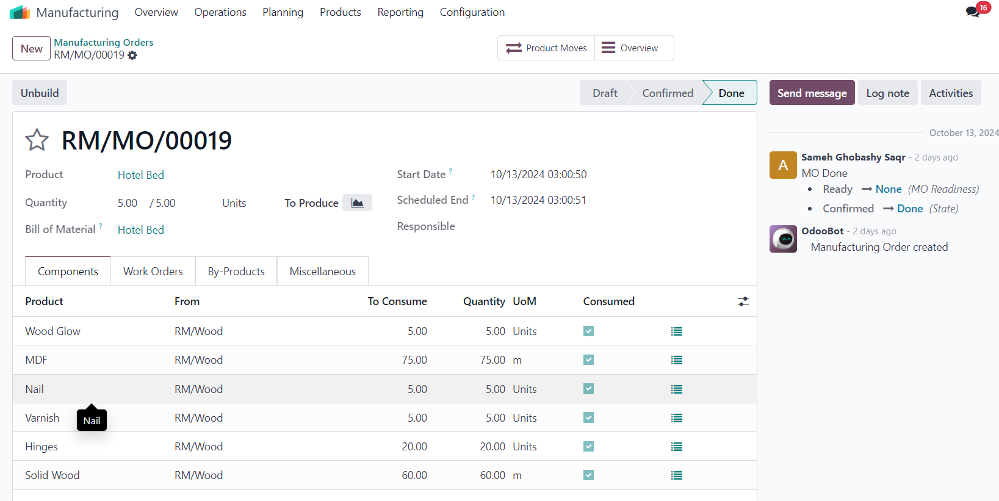 Manufacturing Overview Operations Planning Products Reporting Configuration 16
New Manufacturing Orders
RM/MO/00019
Product Moves Overview
Unbuild Draft Confirmed Done Send message Log note Activities
RM/MO/00019
Product Hotel Bed
Quantity 5.00 / 5.00 Units To Produce
Bill of Material ? Hotel Bed
Start Date ? 10/13/2024 03:00:50
Scheduled End ? 10/13/2024 03:00:51
Responsible
Components Work Orders By-Products Miscellaneous
Product From To Consume Quantity UoM Consumed
Wood Glow RM/Wood 5.00 5.00 Units
MDF RM/Wood 75.00 75.00 m
Nail RM/Wood 5.00 5.00 Units
Varnish RM/Wood 5.00 5.00 Units
Nail
Hinges RM/Wood 20.00 20.00 Units
Solid Wood RM/Wood 60.00 60.00 m
October 13, 2024
A
Sameh Ghobashy Saqr - 2 days ago
MO Done
• Ready → None (MO Readiness)
• Confirmed → Done (State)
OdooBot - 2 days ago
Manufacturing Order created